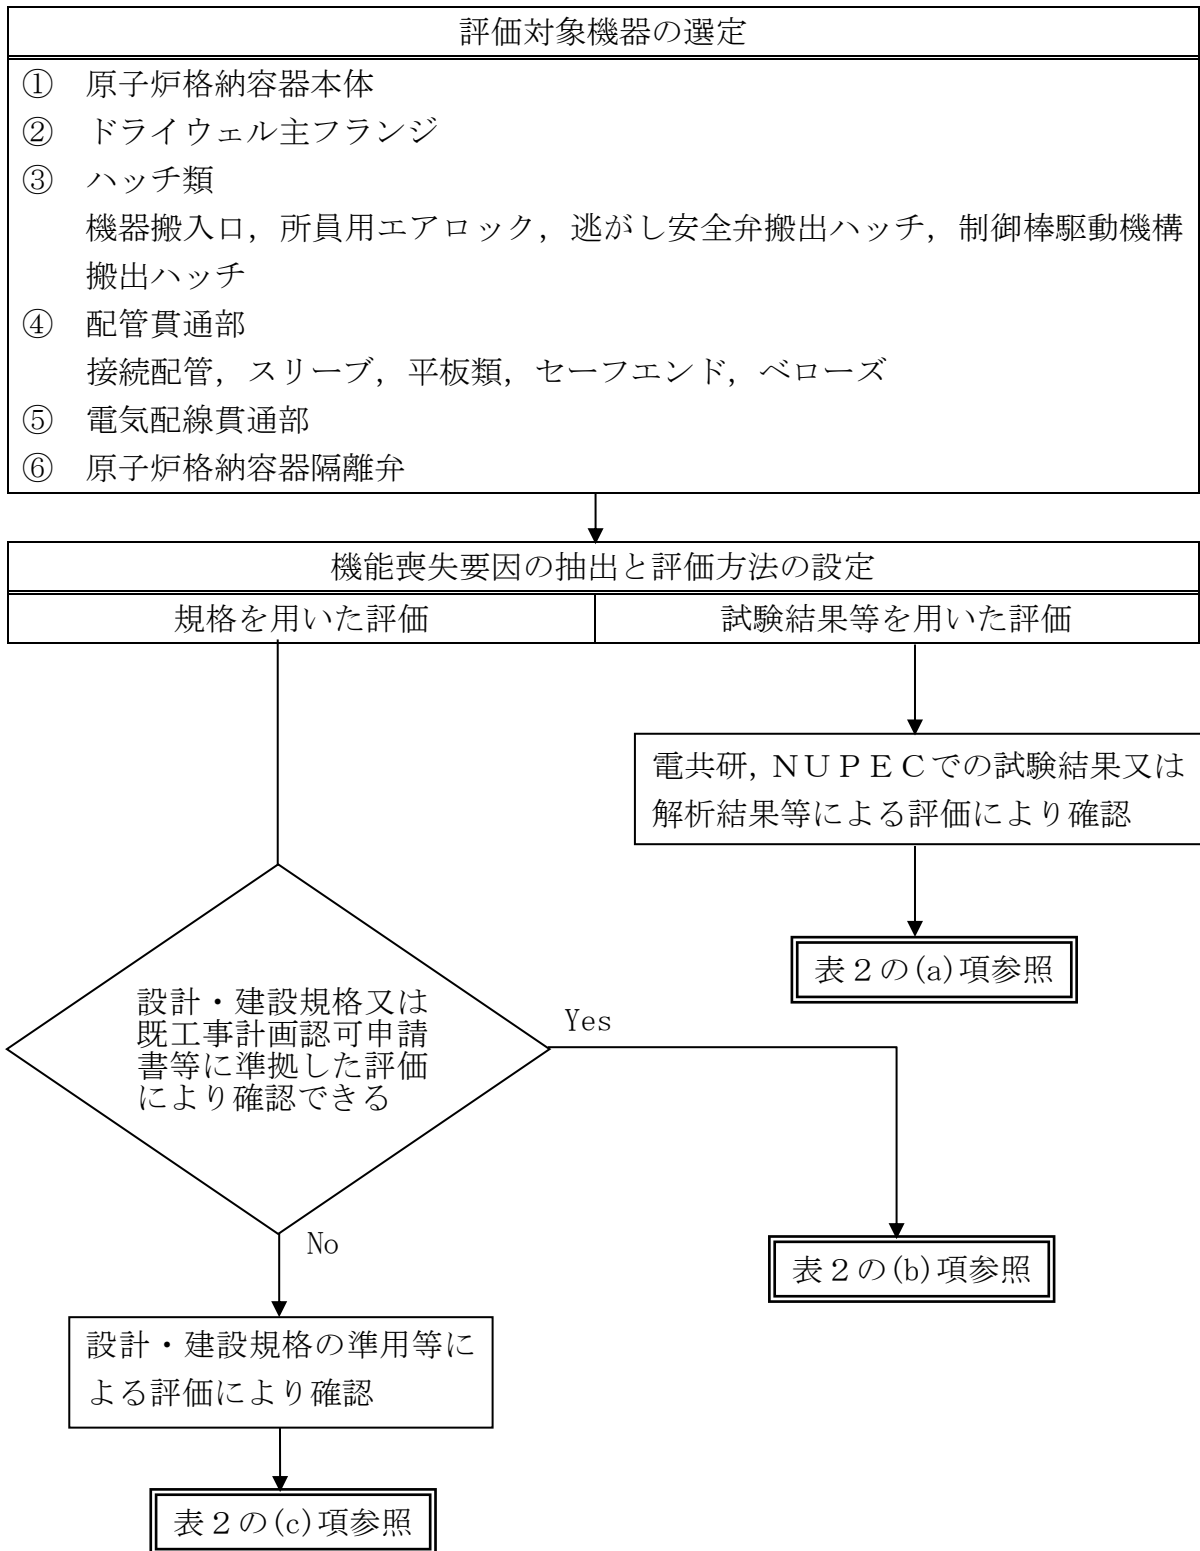 評価対象機器の選定
① 原子炉格納容器本体
② ドライウェル主フランジ
③ ハッチ類
機器搬入口，所員用エアロック，逃がし安全弁搬出ハッチ，制御棒駆動機構
搬出ハッチ
④ 配管貫通部
接続配管，スリーブ，平板類，セーフエンド，ベローズ
⑤ 電気配線貫通部
⑥ 原子炉格納容器隔離弁
機能喪失要因の抽出と評価方法の設定
規格を用いた評価
試験結果等を用いた評価
電共研，ＮＵＰＥＣでの試験結果又は
解析結果等による評価により確認
表２の(a)項参照
設計・建設規格又は
既工事計画認可申請
書等に準拠した評価
により確認できる
Yes
表２の(b)項参照
No
設計・建設規格の準用等に
よる評価により確認
表２の(c)項参照